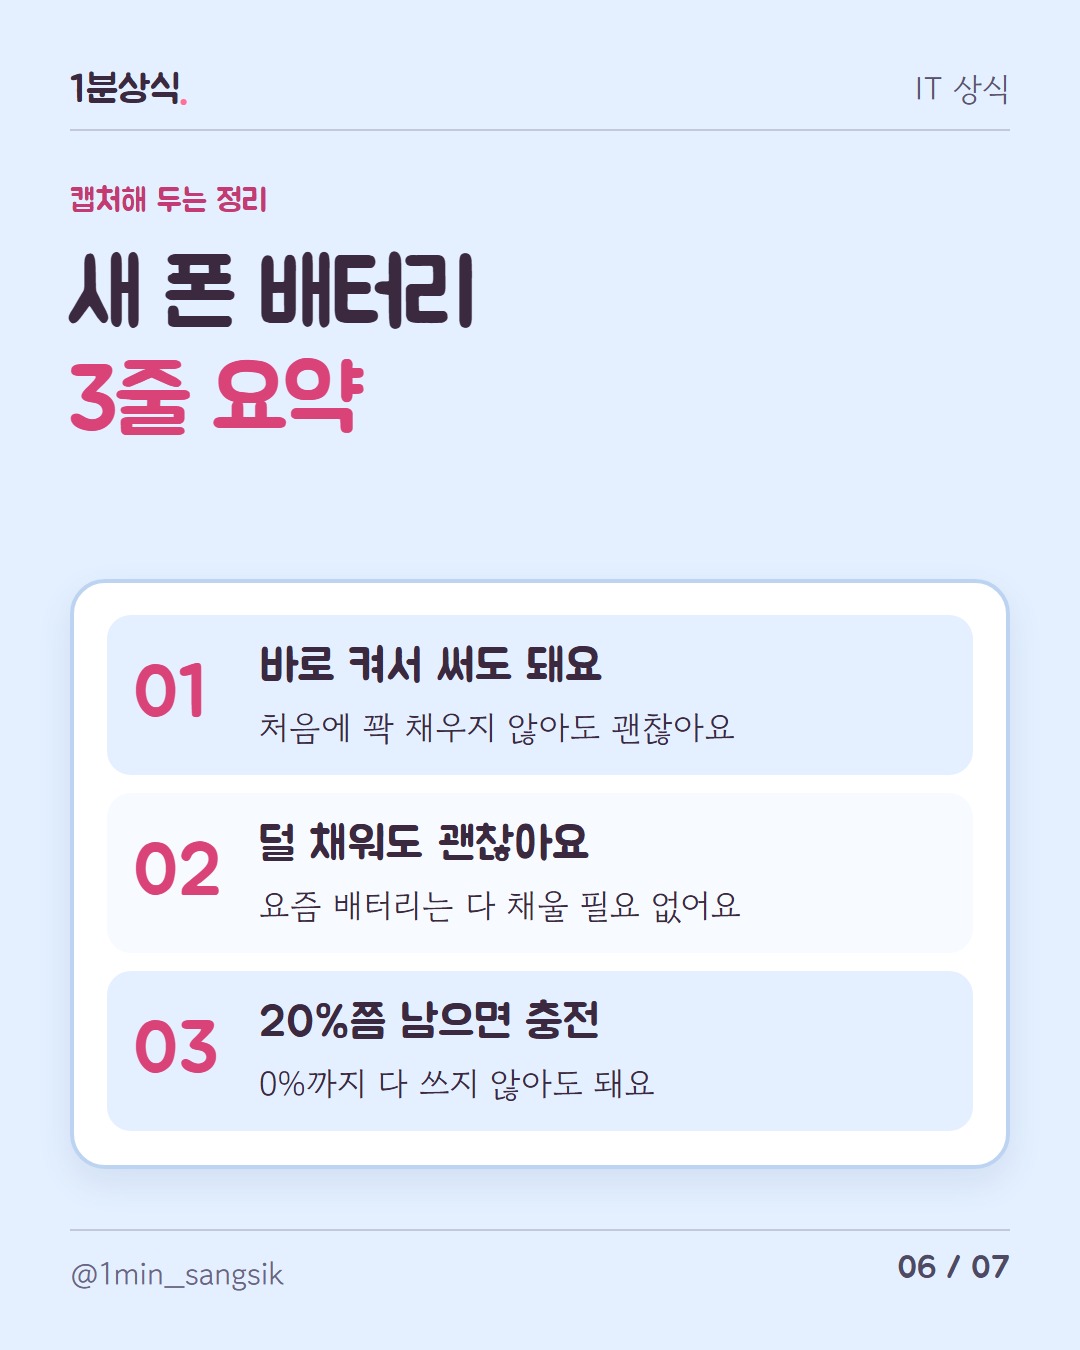 1분상식.
IT 상식
캡처해 두는 정리
새 폰 배터리
3줄 요약
01
바로 켜서 써도 돼요
처음에 꽉 채우지 않아도 괜찮아요
02
덜 채워도 괜찮아요
요즘 배터리는 다 채울 필요 없어요
03
20%쯤 남으면 충전
0%까지 다 쓰지 않아도 돼요
@1min_sangsik
06 / 07